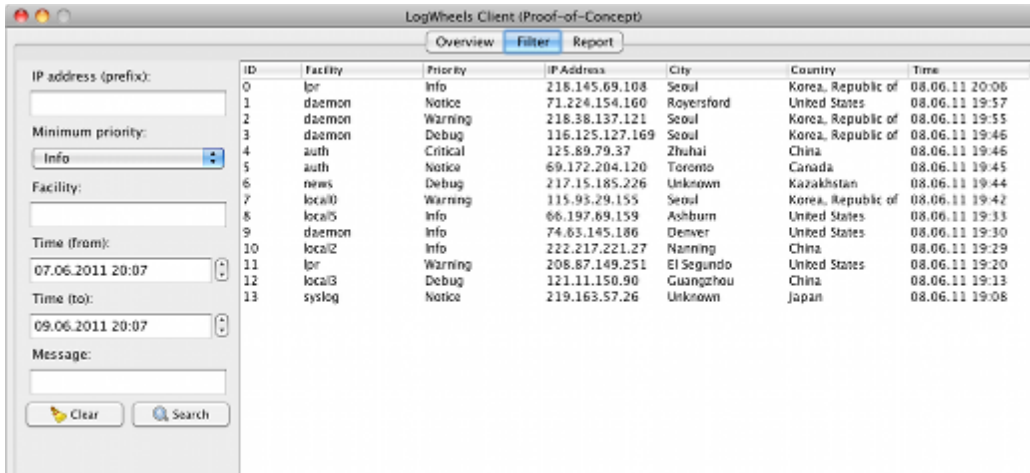 LogWheels Client (Proof-of-Concept)
Overview Filter Report
IP address (prefix):
Minimum priority:
Info
Facility:
Time (from):
07.06.2011 20:07
Time (to):
09.06.2011 20:07
Message:
Clear Search
ID Facility Priority IP Address City Country Time
0 lpr Info 218.145.69.108 Seoul Korea, Republic of 08.06.11 20:06
1 daemon Notice 71.224.154.160 Royersford United States 08.06.11 19:57
2 daemon Warning 218.38.137.121 Seoul Korea, Republic of 08.06.11 19:55
3 daemon Debug 116.125.127.169 Seoul Korea, Republic of 08.06.11 19:46
4 auth Critical 125.89.79.37 Zhuhai China 08.06.11 19:46
5 auth Notice 69.172.204.120 Toronto Canada 08.06.11 19:45
6 news Debug 217.15.185.226 Unknown Kazakhstan 08.06.11 19:44
7 local0 Warning 115.93.29.155 Seoul Korea, Republic of 08.06.11 19:42
8 local5 Info 66.197.69.159 Ashburn United States 08.06.11 19:33
9 daemon Info 74.63.145.186 Denver United States 08.06.11 19:30
10 local2 Info 222.217.221.27 Nanning China 08.06.11 19:29
11 lpr Warning 208.87.149.251 El Segundo United States 08.06.11 19:20
12 local3 Debug 121.11.150.90 Guangzhou China 08.06.11 19:13
13 syslog Notice 219.163.57.26 Unknown Japan 08.06.11 19:08